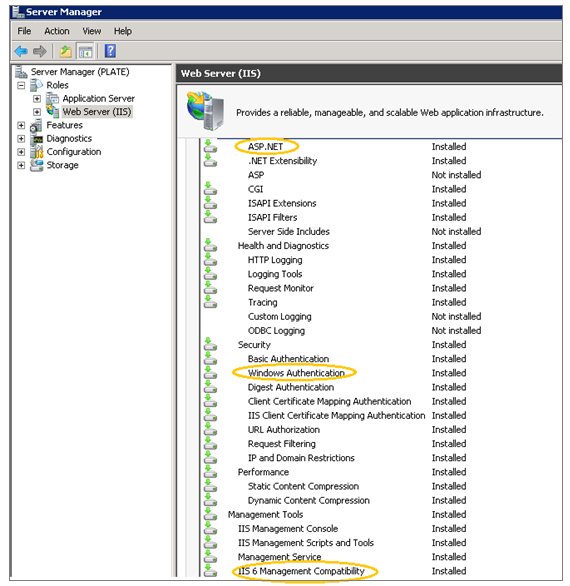 Server Manager
File Action View Help
Server Manager (PLATE)
Roles
Application Server
Web Server (IIS)
Features
Diagnostics
Configuration
Storage
Web Server (IIS)
Provides a reliable, manageable, and scalable Web application infrastructure.
ASP.NET Installed
.NET Extensibility Installed
ASP Not installed
CGI Installed
ISAPI Extensions Installed
ISAPI Filters Installed
Server Side Includes Not installed
Health and Diagnostics Installed
HTTP Logging Installed
Logging Tools Installed
Request Monitor Installed
Tracing Installed
Custom Logging Not installed
ODBC Logging Not installed
Security Installed
Basic Authentication Installed
Windows Authentication Installed
Digest Authentication Installed
Client Certificate Mapping Authentication Installed
IIS Client Certificate Mapping Authentication Installed
URL Authorization Installed
Request Filtering Installed
IP and Domain Restrictions Installed
Performance Installed
Static Content Compression Installed
Dynamic Content Compression Installed
Management Tools Installed
IIS Management Console Installed
IIS Management Scripts and Tools Installed
Management Service Installed
IIS 6 Management Compatibility Installed